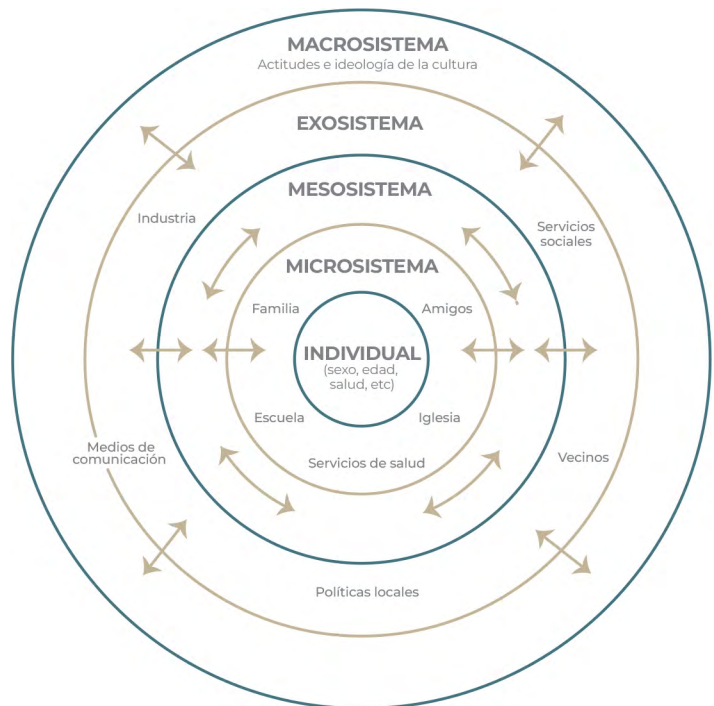 MACROSISTEMA
Actitudes e ideología de la cultura
EXOSISTEMA
MESOSISTEMA
Industria
Servicios
sociales
MICROSISTEMA
Familia
Amigos
INDIVIDUAL
(sexo, edad,
salud, etc)
Escuela
Iglesia
Medios de
comunicación
Servicios de salud
Vecinos
Políticas locales